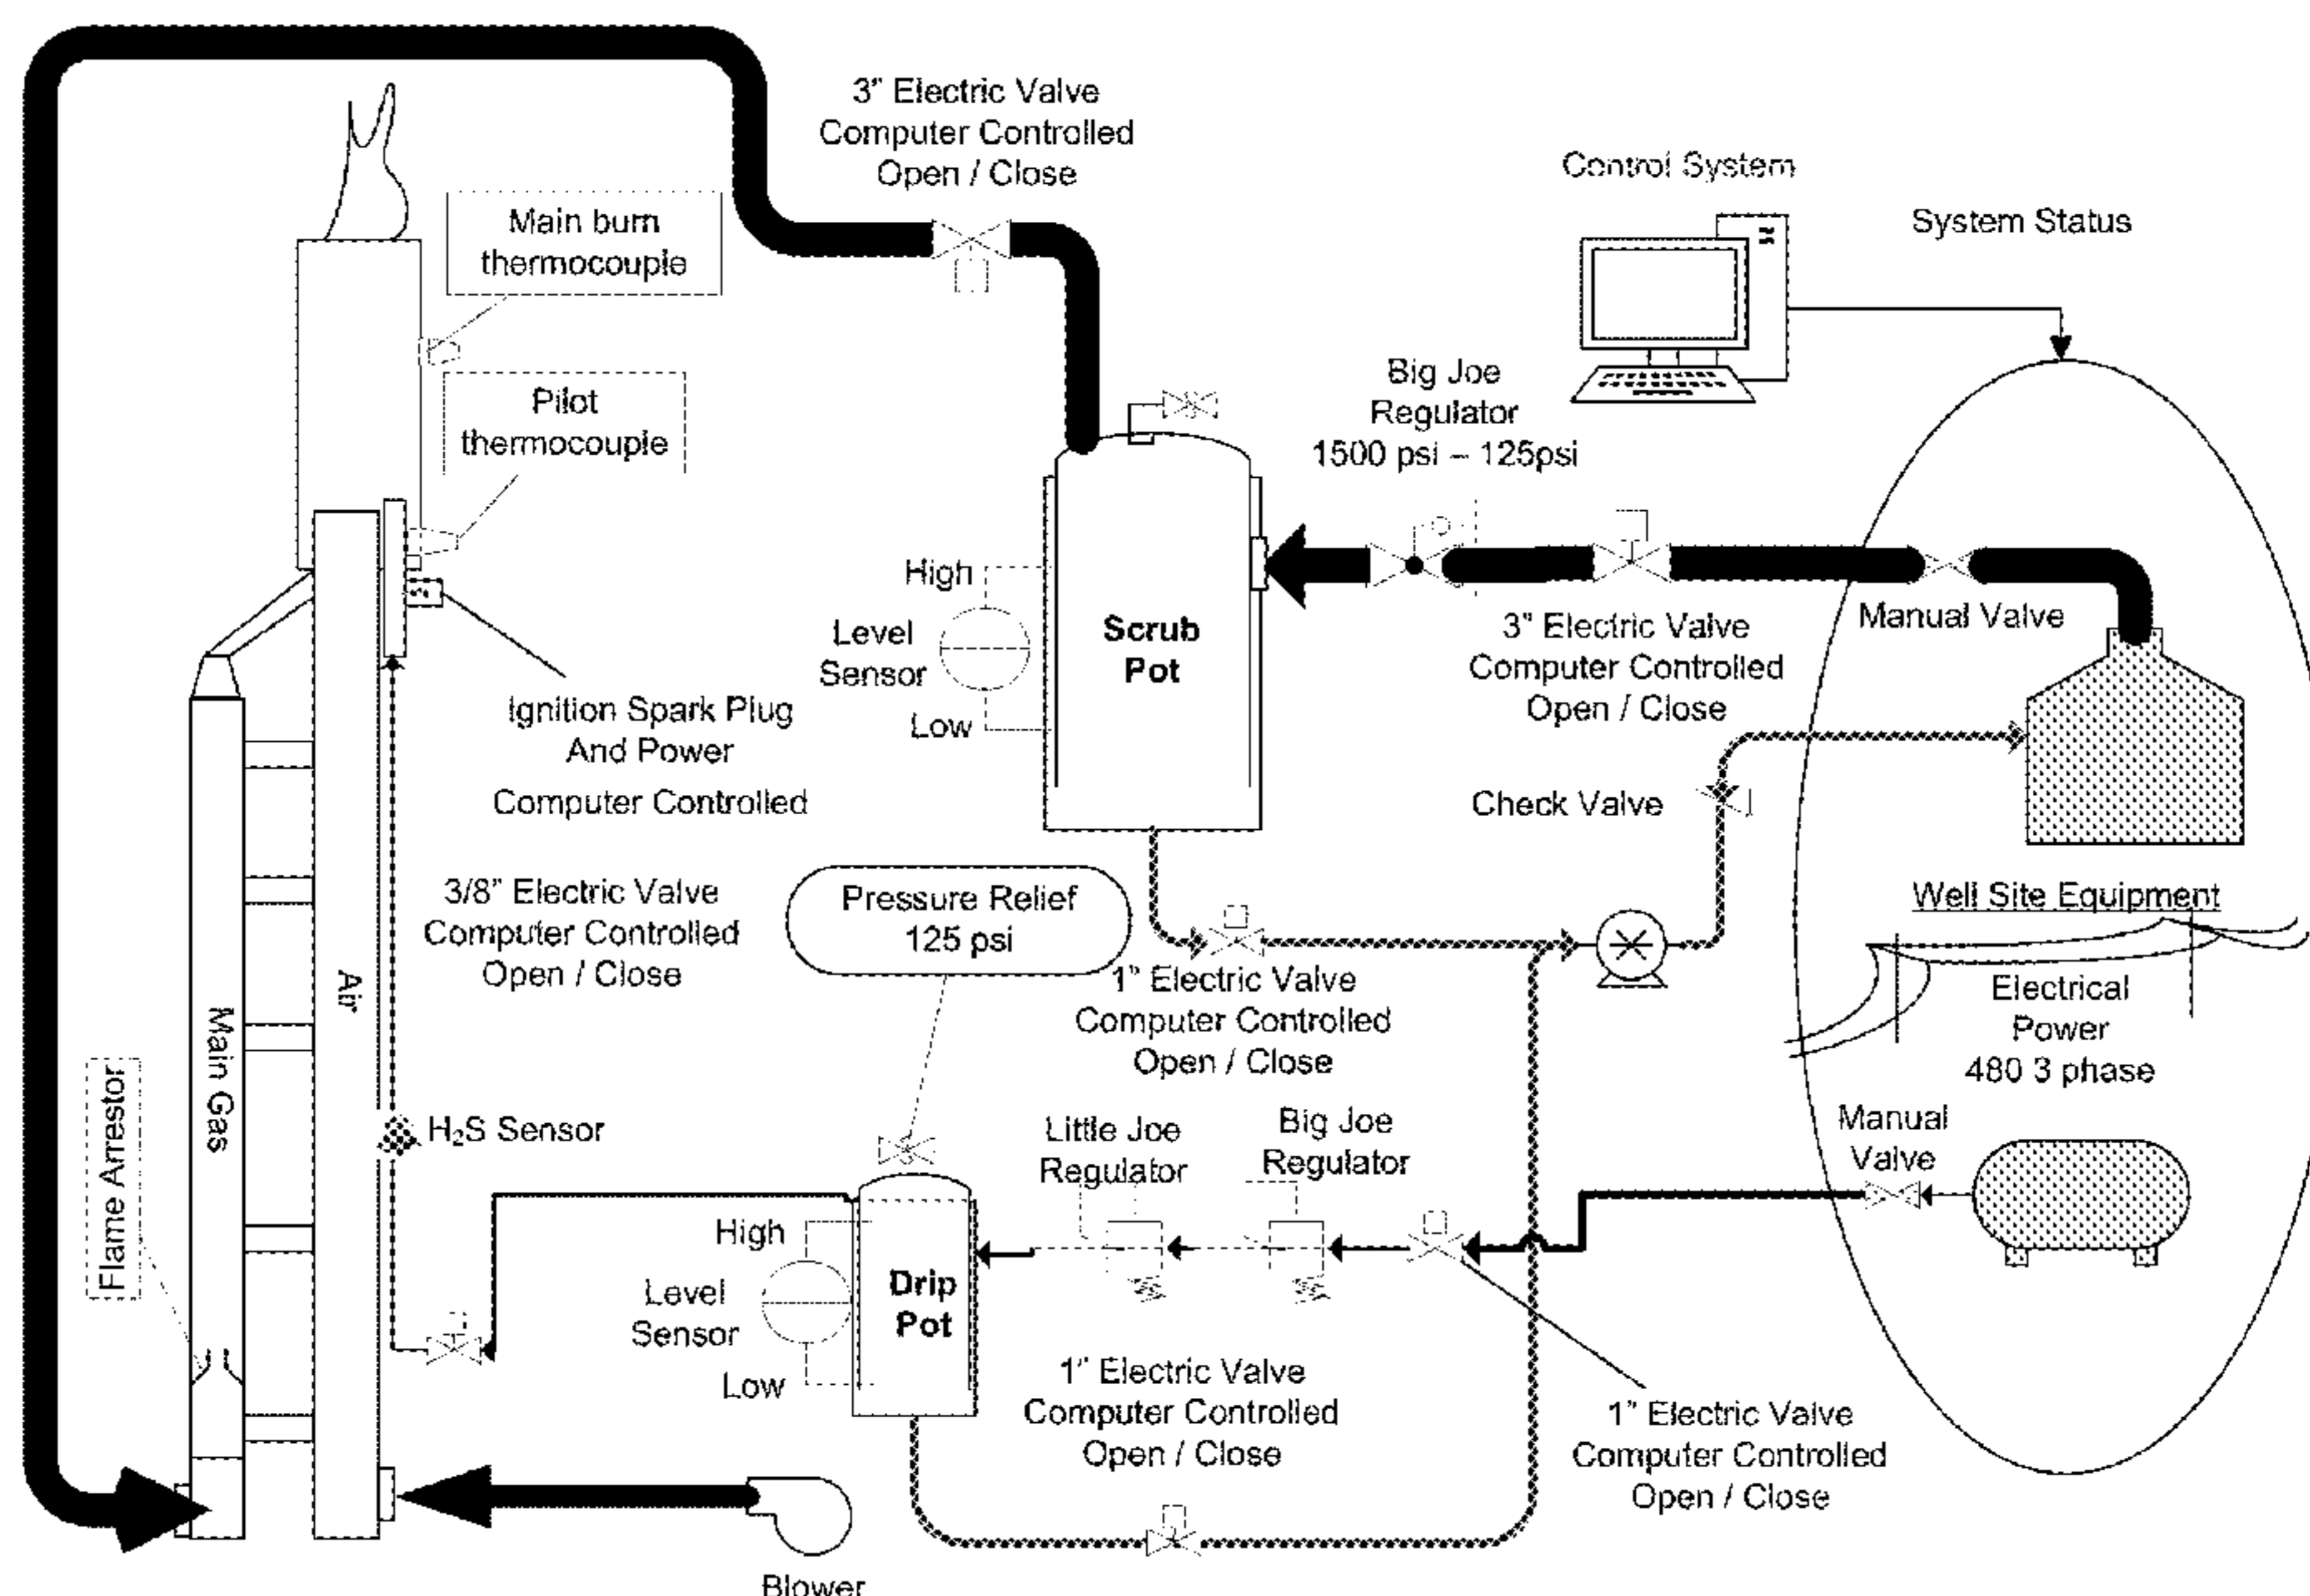 3" Electric Valve
Computer Controlled
Open / Close
Control System
System Status
Main burn
thermocouple
Pilot
thermocouple
Big Joe
Regulator
1500 psi – 125psi
High
Level
Sensor
Low
Scrub
Pot
3" Electric Valve
Computer Controlled
Open / Close
Manual Valve
Ignition Spark Plug
And Power
Computer Controlled
Check Valve
3/8" Electric Valve
Computer Controlled
Open / Close
Pressure Relief
125 psi
1" Electric Valve
Computer Controlled
Open / Close
Well Site Equipment
Electrical
Power
480 3 phase
Air
Main Gas
Flame Arrestor
H₂S Sensor
Little Joe
Regulator
Big Joe
Regulator
Manual
Valve
High
Level
Sensor
Low
Drip
Pot
1" Electric Valve
Computer Controlled
Open / Close
1" Electric Valve
Computer Controlled
Open / Close
Blower